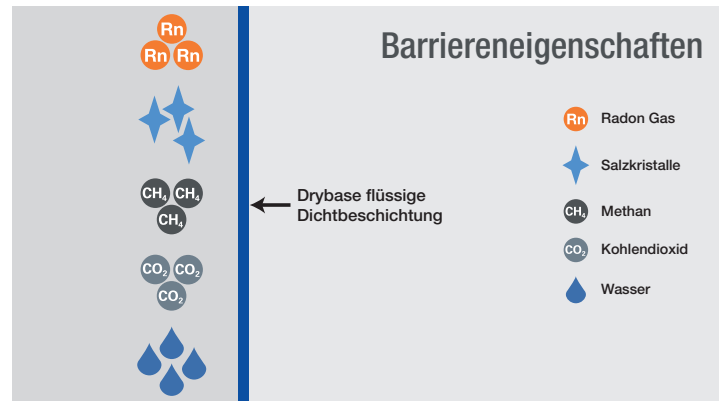 Barriereneigenschaften
Rn
Rn Rn
CH₄ CH₄
CH₄
CO₂ CO₂
CO₂
Drybase flüssige
Dichtbeschichtung
Rn Radon Gas
Salzkristalle
CH₄ Methan
CO₂ Kohlendioxid
Wasser